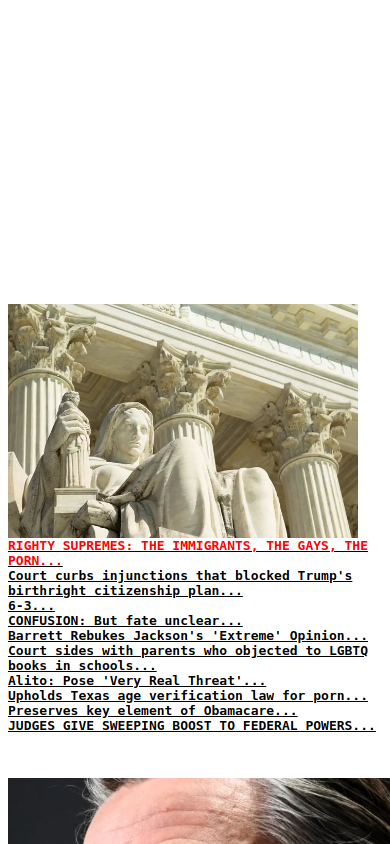 EQUAL JUST
RIGHTY SUPREMES: THE IMMIGRANTS, THE GAYS, THE
PORN...
Court curbs injunctions that blocked Trump's
birthright citizenship plan...
6-3...
CONFUSION: But fate unclear...
Barrett Rebukes Jackson's 'Extreme' Opinion...
Court sides with parents who objected to LGBTQ
books in schools...
Alito: Pose 'Very Real Threat'...
Upholds Texas age verification law for porn...
Preserves key element of Obamacare...
JUDGES GIVE SWEEPING BOOST TO FEDERAL POWERS...